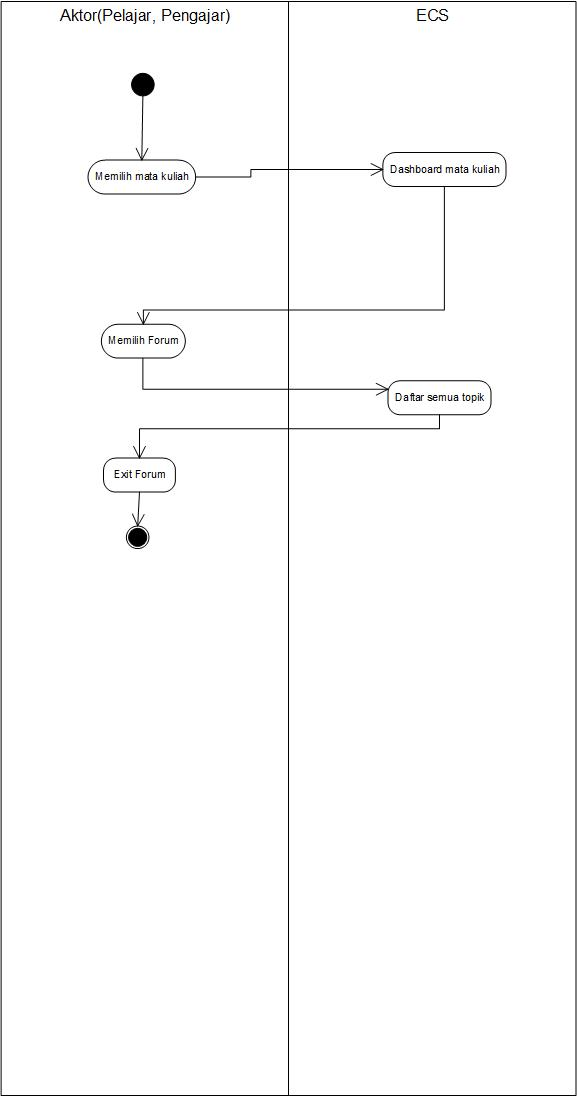 Aktor(Pelajar, Pengajar)
ECS
Memilih mata kuliah
Dashboard mata kuliah
Memilih Forum
Daftar semua topik
Exit Forum